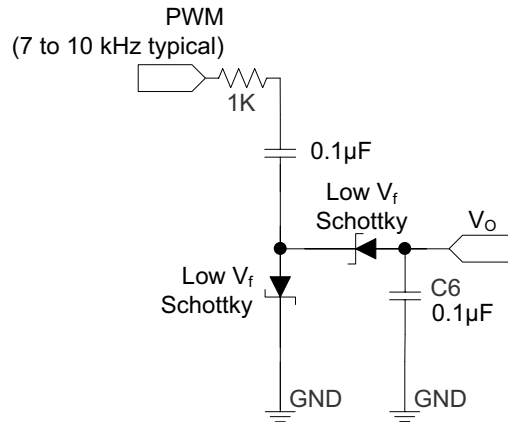 PWM
(7 to 10 kHz typical)
1K
0.1µF
Low Vf
Schottky
VO
Low Vf
Schottky
C6
0.1µF
GND
GND